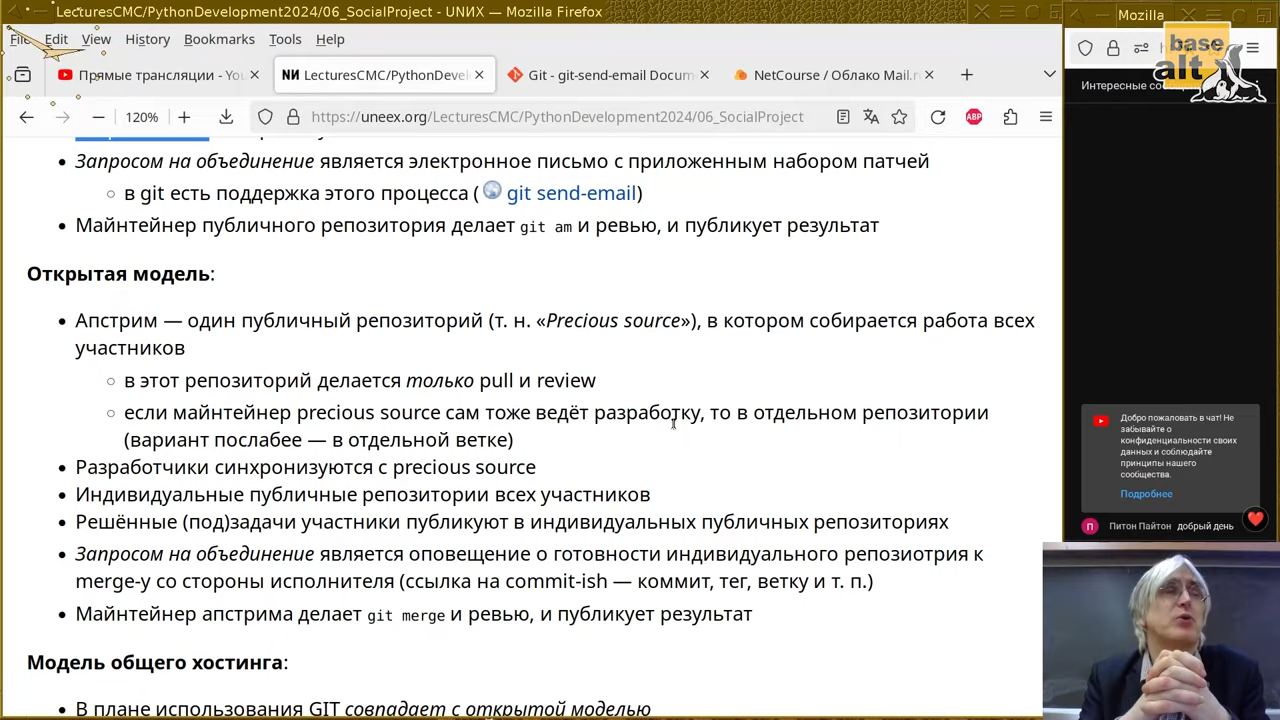 LecturesCMC/PythonDevelopment2024/06_SocialProject - UNИX — Mozilla Firefox
Mozilla
File Edit View History Bookmarks Tools Help
base
alt
Прямые трансляции - You
NИ LecturesCMC/PythonDevel
Git - git-send-email Docum
NetCourse / Облако Mail.r
Интересные со
120%
https://uneex.org/LecturesCMC/PythonDevelopment2024/06_SocialProject
ABP
Запросом на объединение является электронное письмо с приложенным набором патчей
в git есть поддержка этого процесса ( git send-email)
Майнтейнер публичного репозитория делает git am и ревью, и публикует результат
Открытая модель:
Апстрим — один публичный репозиторий (т. н. «Precious source»), в котором собирается работа всех
участников
в этот репозиторий делается только pull и review
если майнтейнер precious source сам тоже ведёт разработку, то в отдельном репозитории
(вариант послабее — в отдельной ветке)
Разработчики синхронизуются с precious source
Индивидуальные публичные репозитории всех участников
Решённые (под)задачи участники публикуют в индивидуальных публичных репозиториях
Запросом на объединение является оповещение о готовности индивидуального репозиотрия к
merge-у со стороны исполнителя (ссылка на commit-ish — коммит, тег, ветку и т. п.)
Майнтейнер апстрима делает git merge и ревью, и публикует результат
Модель общего хостинга:
В плане использования GIT совпадает с открытой моделью
Добро пожаловать в чат! Не
забывайте о
конфиденциальности своих
данных и соблюдайте
принципы нашего
сообщества.
Подробнее
П Питон Пайтон добрый день